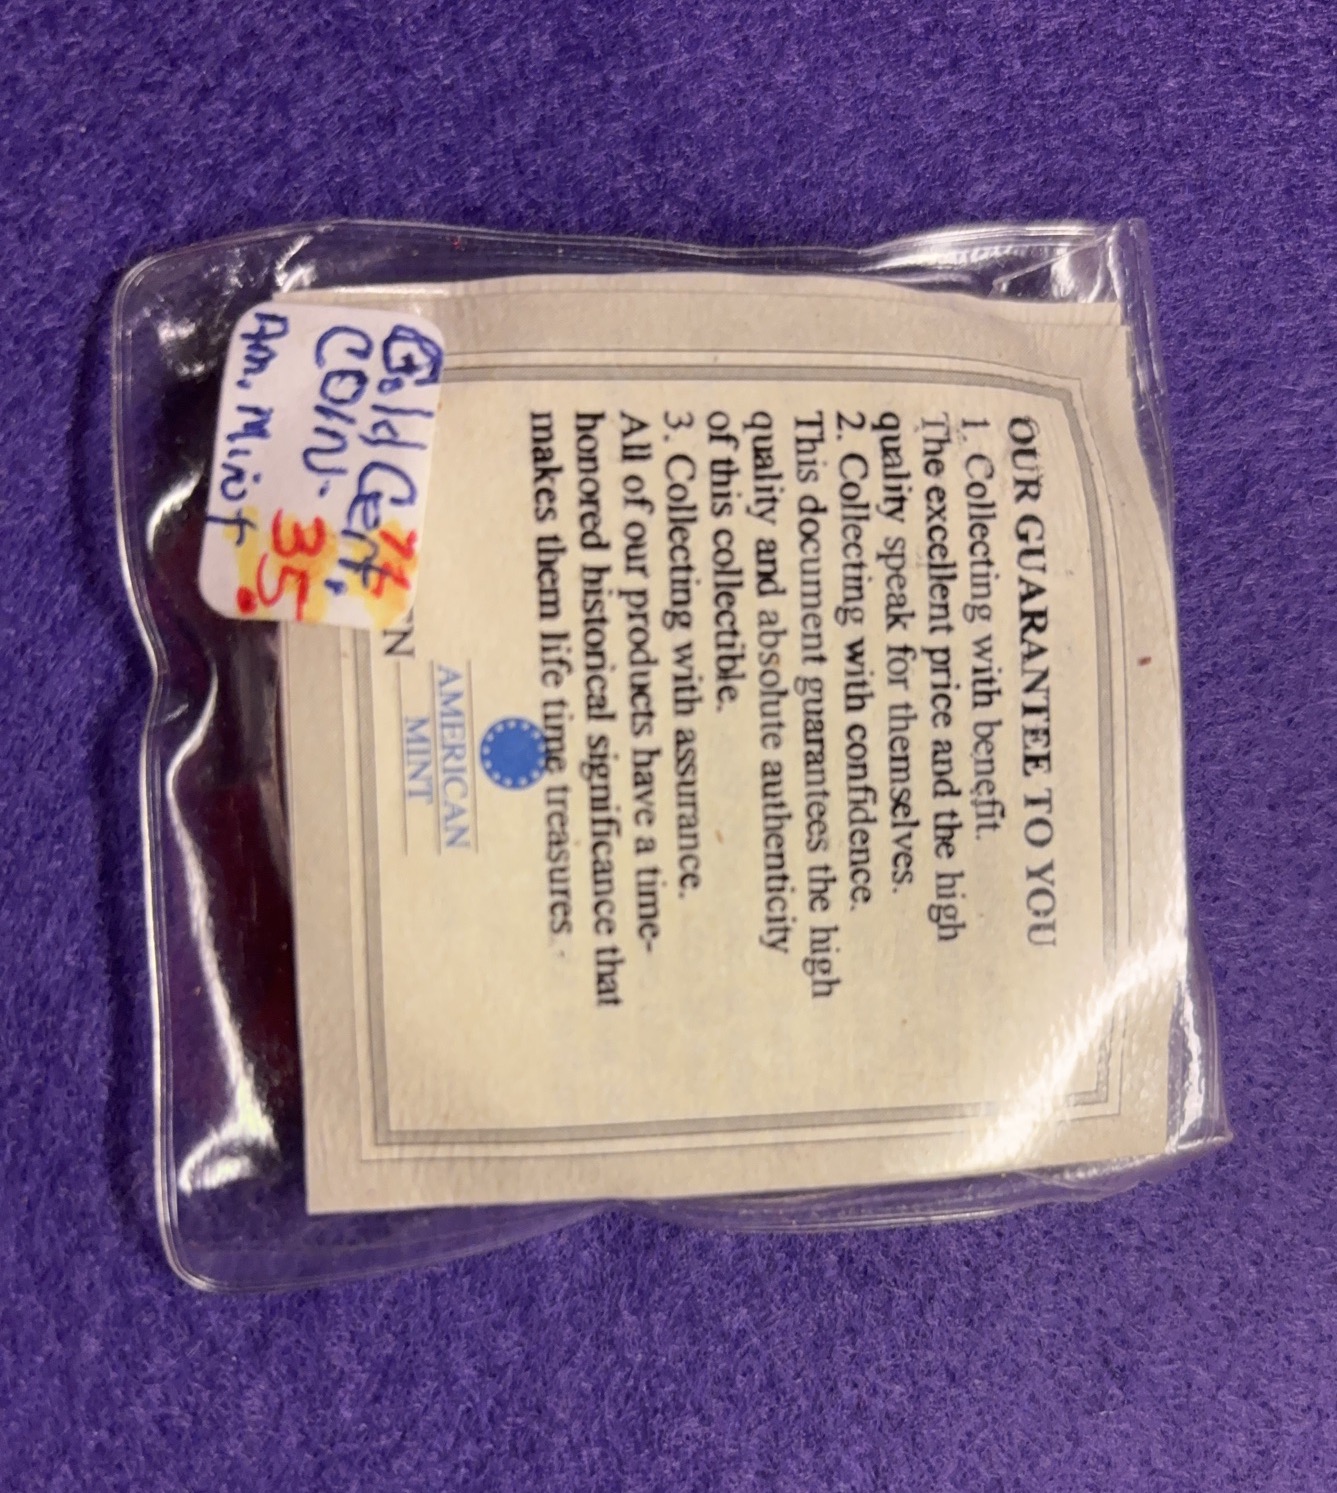 OUR GUARANTEE TO YOU
1. Collecting with benefit.
The excellent price and the high
quality speak for themselves.
2. Collecting with confidence.
This document guarantees the high
quality and absolute authenticity
of this collectible.
3. Collecting with assurance.
All of our products have a time-
honored historical significance that
makes them life time treasures.
AMERICAN
MINT
N
Gold Cert.
COIN.
35
Am. Mint